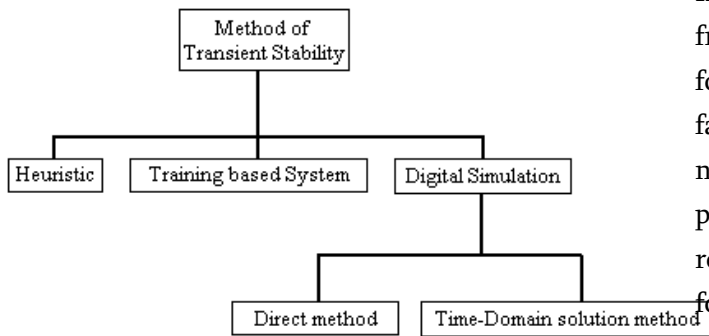 Method of
Transient Stability
Heuristic
Training based System
Digital Simulation
Direct method
Time-Domain solution method